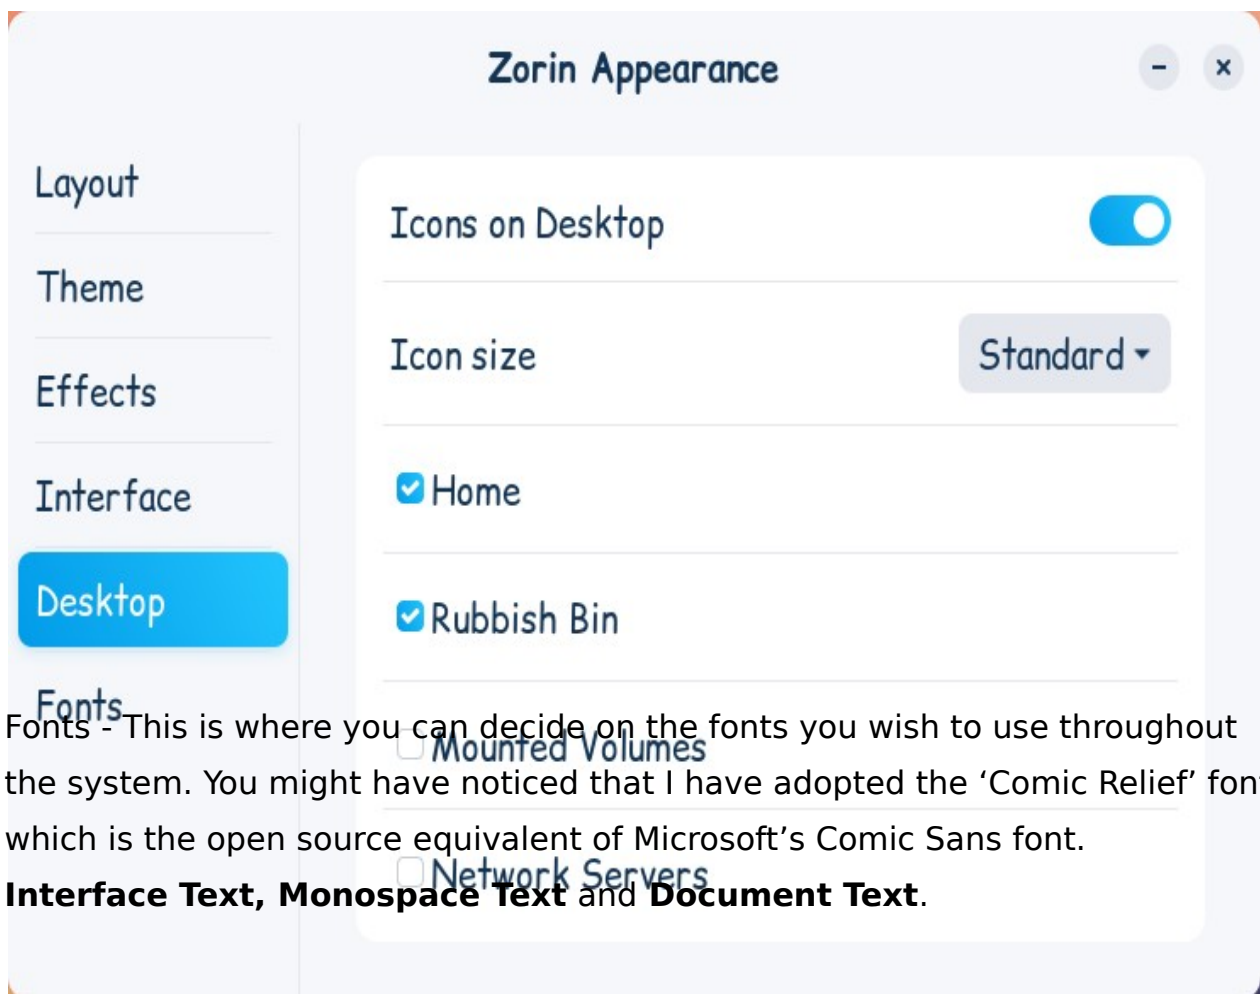 Zorin Appearance
Layout
Theme
Effects
Interface
Desktop
Fonts
Icons on Desktop
Icon size
Standard
Home
Rubbish Bin
Mounted Volumes
Network Servers
Fonts - This is where you can decide on the fonts you wish to use throughout
the system. You might have noticed that I have adopted the ‘Comic Relief’ font
which is the open source equivalent of Microsoft’s Comic Sans font.
Interface Text, Monospace Text and Document Text.